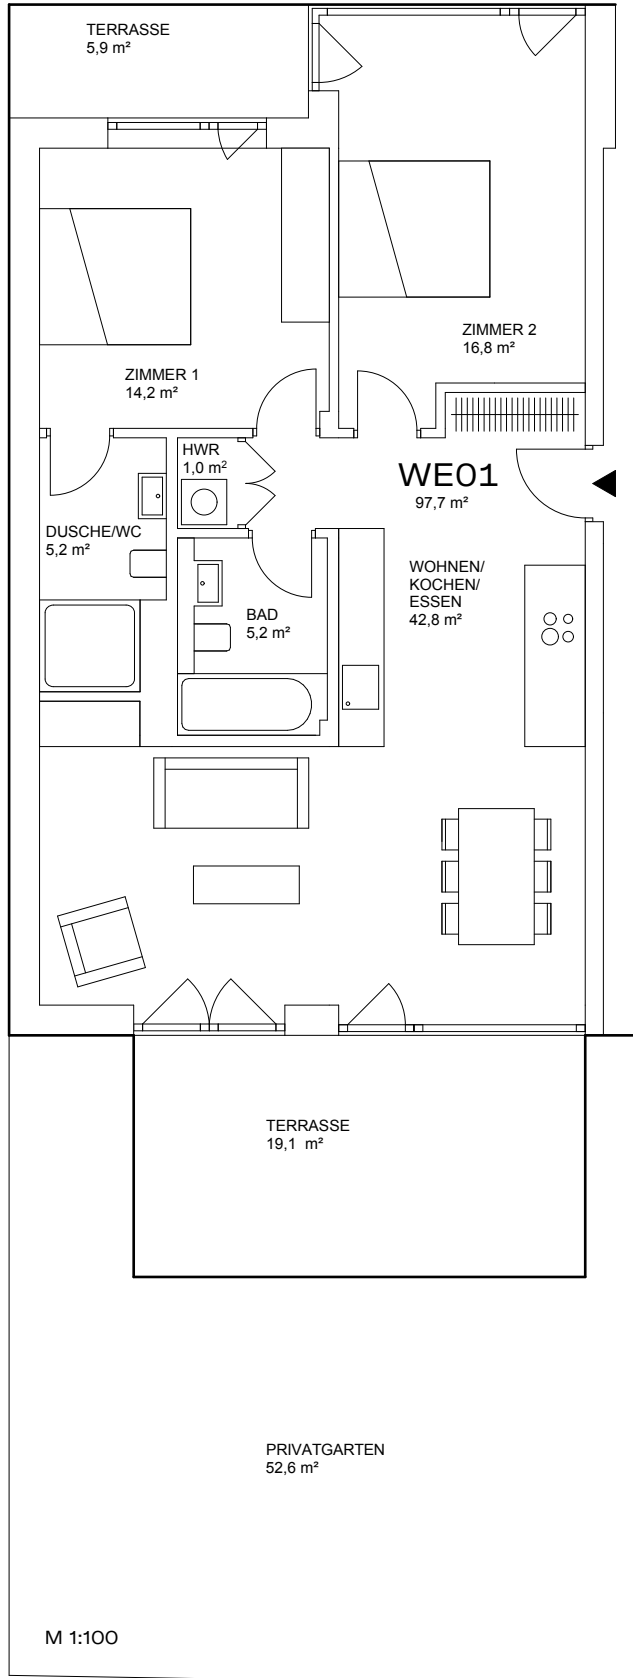 TERRASSE
5,9 m²
ZIMMER 2
16,8 m²
ZIMMER 1
14,2 m²
HWR
1,0 m²
WE01
97,7 m²
DUSCHE/WC
5,2 m²
WOHNEN/
KOCHEN/
ESSEN
42,8 m²
BAD
5,2 m²
TERRASSE
19,1 m²
PRIVATGARTEN
52,6 m²
M 1:100